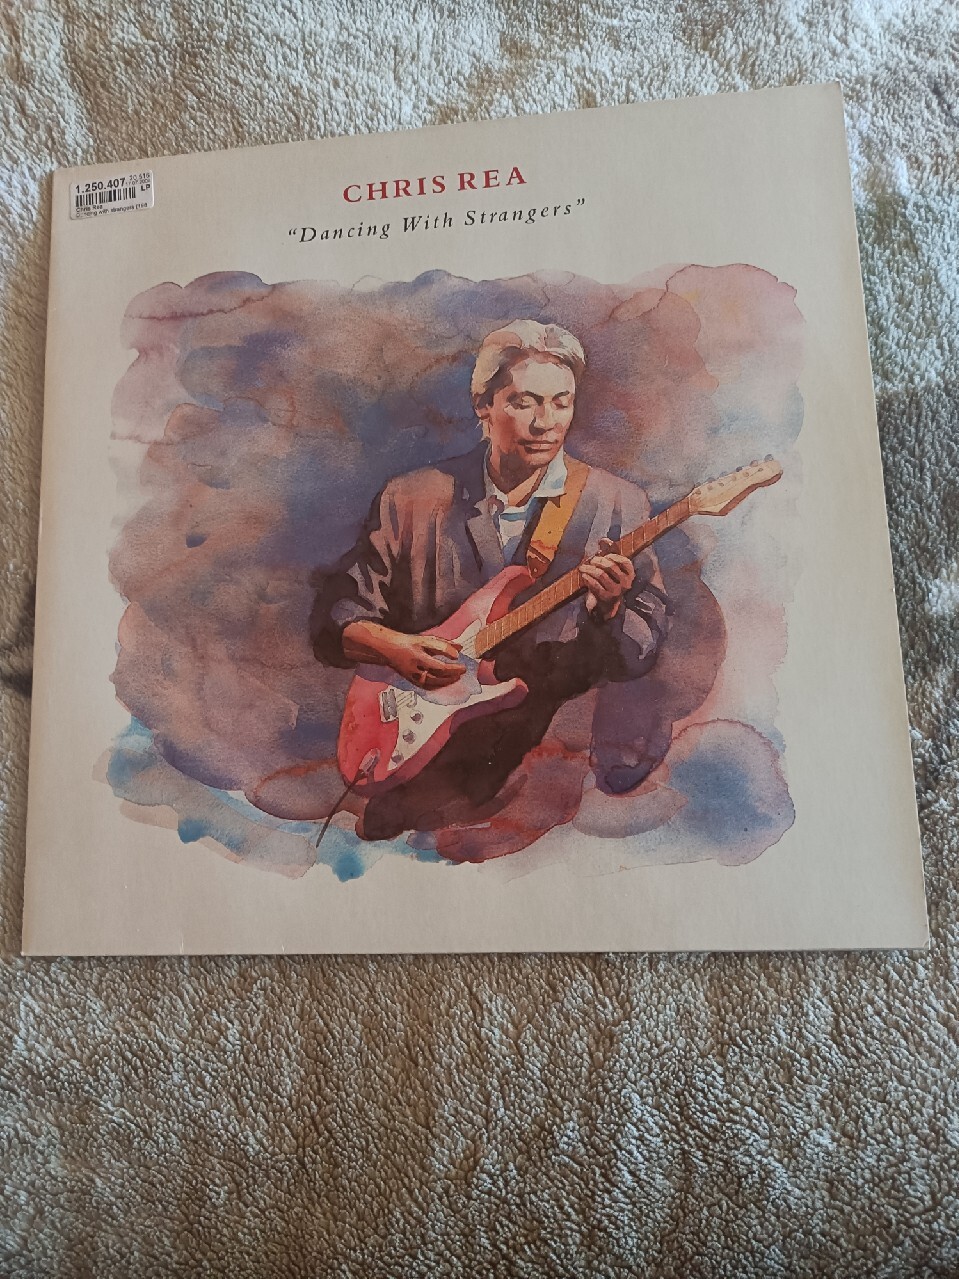 1.250.407
LP
Chris Rea
CHRIS REA
“Dancing With Strangers”